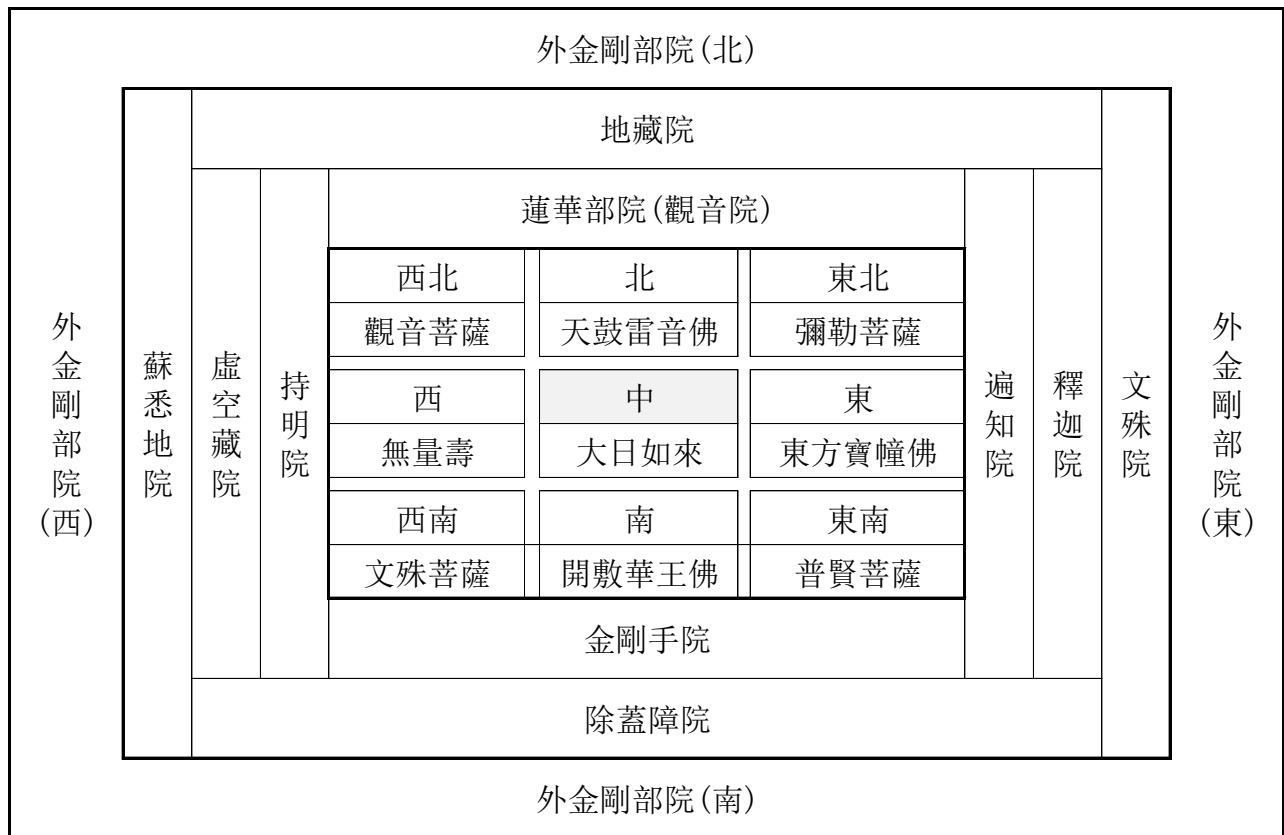 外金剛部院(北)
地藏院
蓮華部院(觀音院)
外金剛部院(西)
蘇悉地院
虛空藏院
持明院
西北
北
東北
觀音菩薩
天鼓雷音佛
彌勒菩薩
西
中
東
無量壽
大日如來
東方寶幢佛
西南
南
東南
文殊菩薩
開敷華王佛
普賢菩薩
遍知院
釋迦院
文殊院
外金剛部院(東)
金剛手院
除蓋障院
外金剛部院(南)